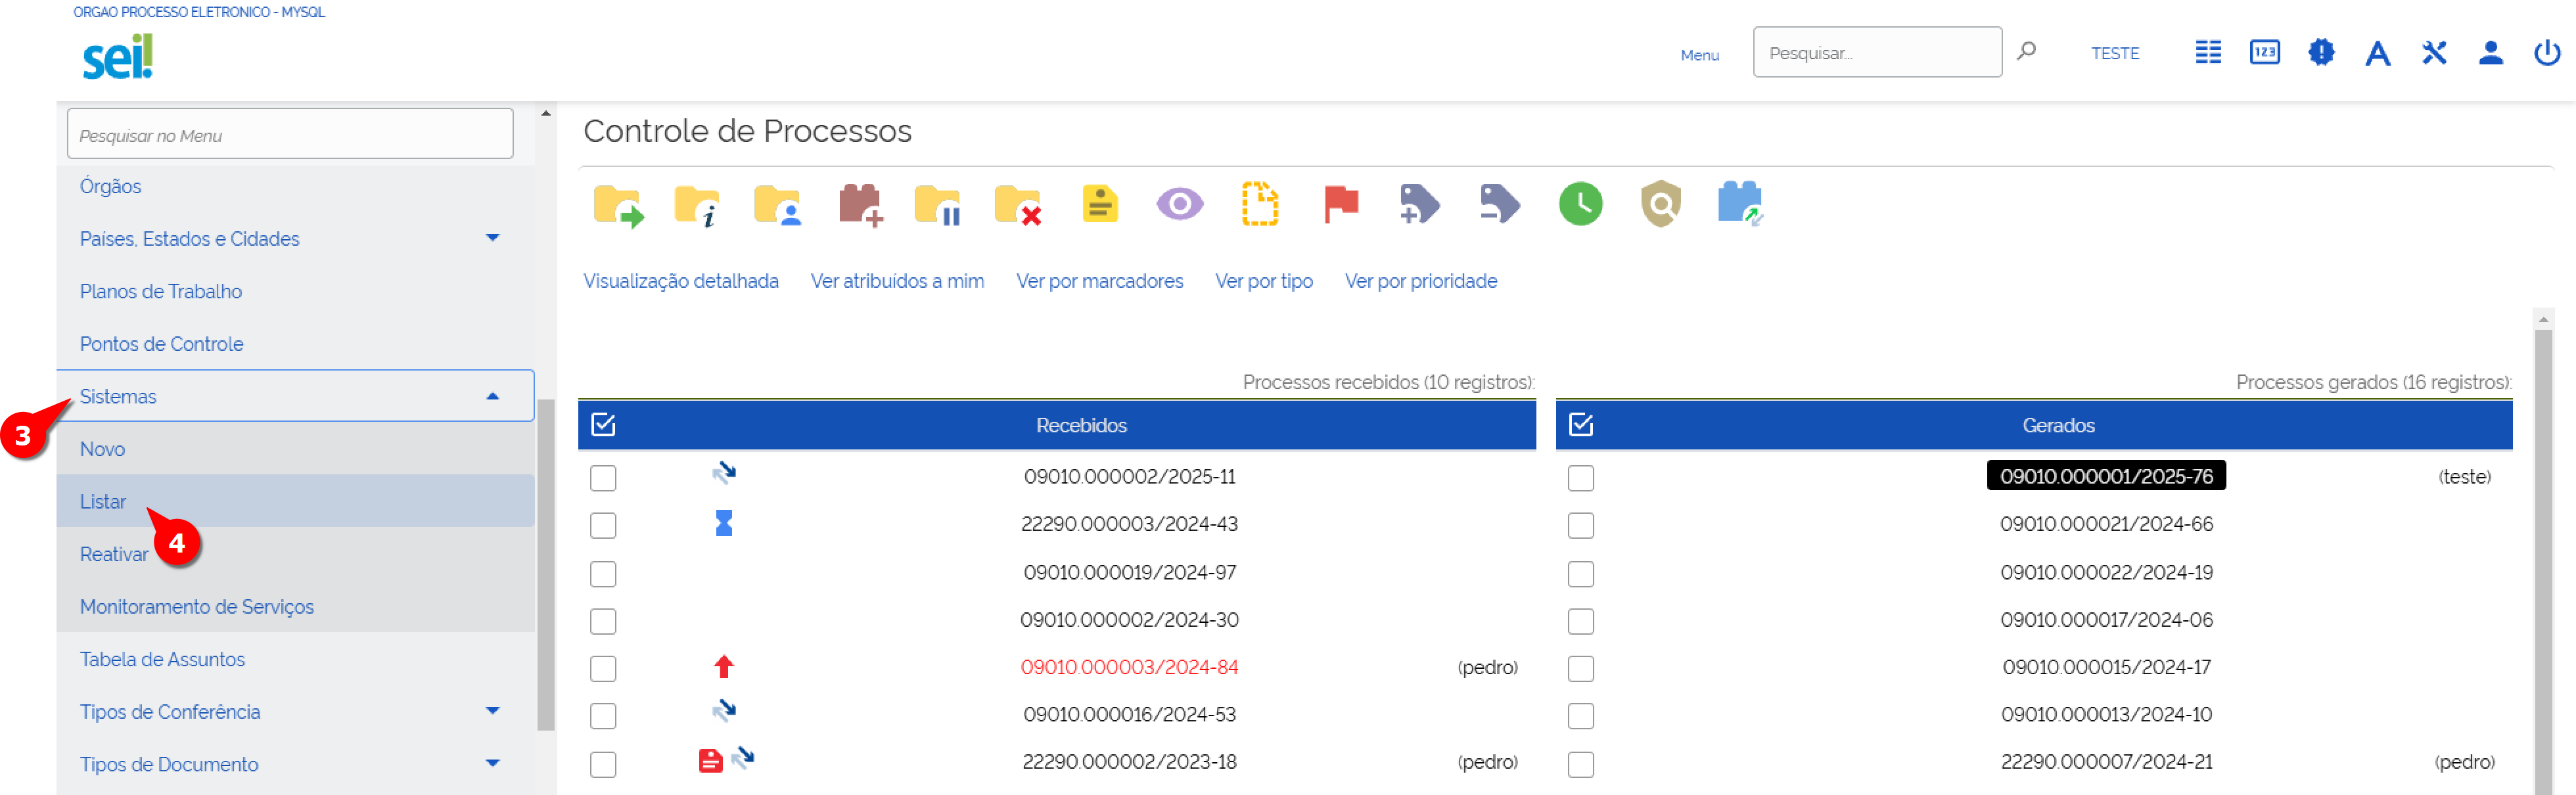 ORGAO PROCESSO ELETRONICO - MYSQL
sei!
Menu
Pesquisar...
TESTE
123
Pesquisar no Menu
Órgãos
Países, Estados e Cidades
Planos de Trabalho
Pontos de Controle
Sistemas
3
Novo
Listar
4
Reativar
Monitoramento de Serviços
Tabela de Assuntos
Tipos de Conferência
Tipos de Documento
Controle de Processos
Visualização detalhada Ver atribuídos a mim Ver por marcadores Ver por tipo Ver por prioridade
Processos recebidos (10 registros):
Recebidos
09010.000002/2025-11
22290.000003/2024-43
09010.000019/2024-97
09010.000002/2024-30
09010.000003/2024-84 (pedro)
09010.000016/2024-53
22290.000002/2023-18 (pedro)
Processos gerados (16 registros):
Gerados
09010.000001/2025-76 (teste)
09010.000021/2024-66
09010.000022/2024-19
09010.000017/2024-06
09010.000015/2024-17
09010.000013/2024-10
22290.000007/2024-21 (pedro)